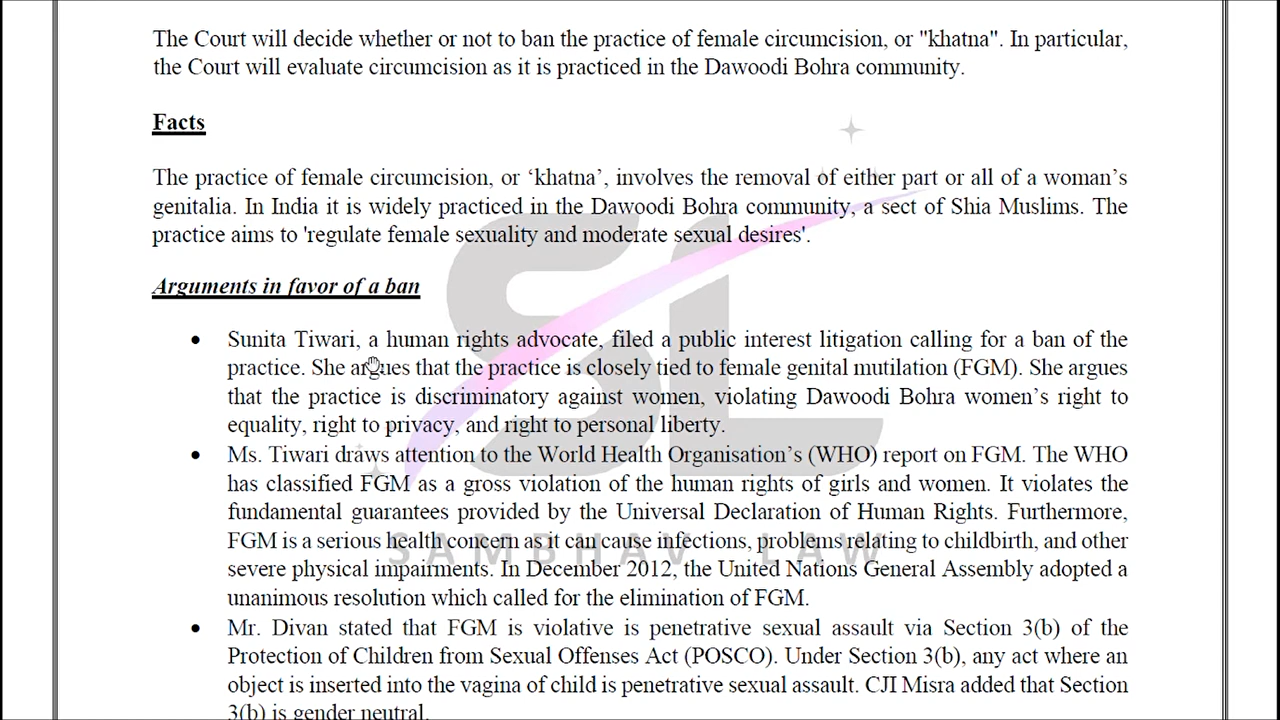 The Court will decide whether or not to ban the practice of female circumcision, or "khatna". In particular,
the Court will evaluate circumcision as it is practiced in the Dawoodi Bohra community.
Facts
The practice of female circumcision, or ‘khatna’, involves the removal of either part or all of a woman’s
genitalia. In India it is widely practiced in the Dawoodi Bohra community, a sect of Shia Muslims. The
practice aims to 'regulate female sexuality and moderate sexual desires'.
Arguments in favor of a ban
• Sunita Tiwari, a human rights advocate, filed a public interest litigation calling for a ban of the
practice. She argues that the practice is closely tied to female genital mutilation (FGM). She argues
that the practice is discriminatory against women, violating Dawoodi Bohra women’s right to
equality, right to privacy, and right to personal liberty.
• Ms. Tiwari draws attention to the World Health Organisation’s (WHO) report on FGM. The WHO
has classified FGM as a gross violation of the human rights of girls and women. It violates the
fundamental guarantees provided by the Universal Declaration of Human Rights. Furthermore,
FGM is a serious health concern as it can cause infections, problems relating to childbirth, and other
severe physical impairments. In December 2012, the United Nations General Assembly adopted a
unanimous resolution which called for the elimination of FGM.
• Mr. Divan stated that FGM is violative is penetrative sexual assault via Section 3(b) of the
Protection of Children from Sexual Offenses Act (POSCO). Under Section 3(b), any act where an
object is inserted into the vagina of child is penetrative sexual assault. CJI Misra added that Section
3(b) is gender neutral.
SL
SAMBHAV LAW